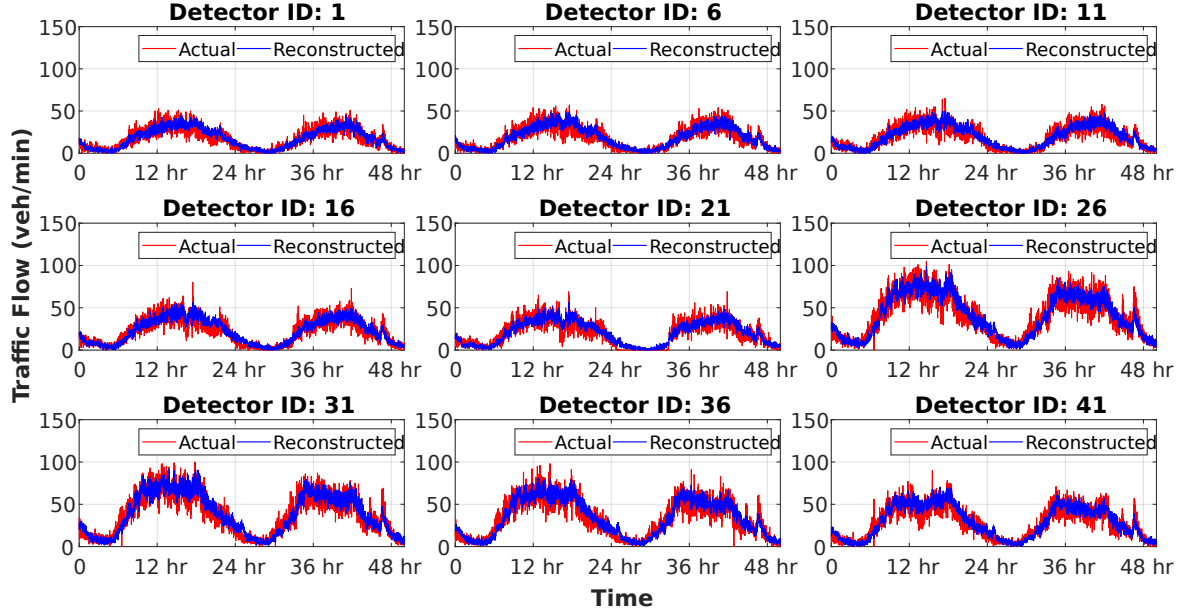 Detector ID: 1
Detector ID: 6
Detector ID: 11
150
100
50
0
Actual
Reconstructed
0
12 hr
24 hr
36 hr
48 hr
150
100
50
0
Actual
Reconstructed
0
12 hr
24 hr
36 hr
48 hr
150
100
50
0
Actual
Reconstructed
0
12 hr
24 hr
36 hr
48 hr
Traffic Flow (veh/min)
Detector ID: 16
Detector ID: 21
Detector ID: 26
150
100
50
0
Actual
Reconstructed
0
12 hr
24 hr
36 hr
48 hr
150
100
50
0
Actual
Reconstructed
0
12 hr
24 hr
36 hr
48 hr
150
100
50
0
Actual
Reconstructed
0
12 hr
24 hr
36 hr
48 hr
Detector ID: 31
Detector ID: 36
Detector ID: 41
150
100
50
0
Actual
Reconstructed
0
12 hr
24 hr
36 hr
48 hr
150
100
50
0
Actual
Reconstructed
0
12 hr
24 hr
36 hr
48 hr
150
100
50
0
Actual
Reconstructed
0
12 hr
24 hr
36 hr
48 hr
Time